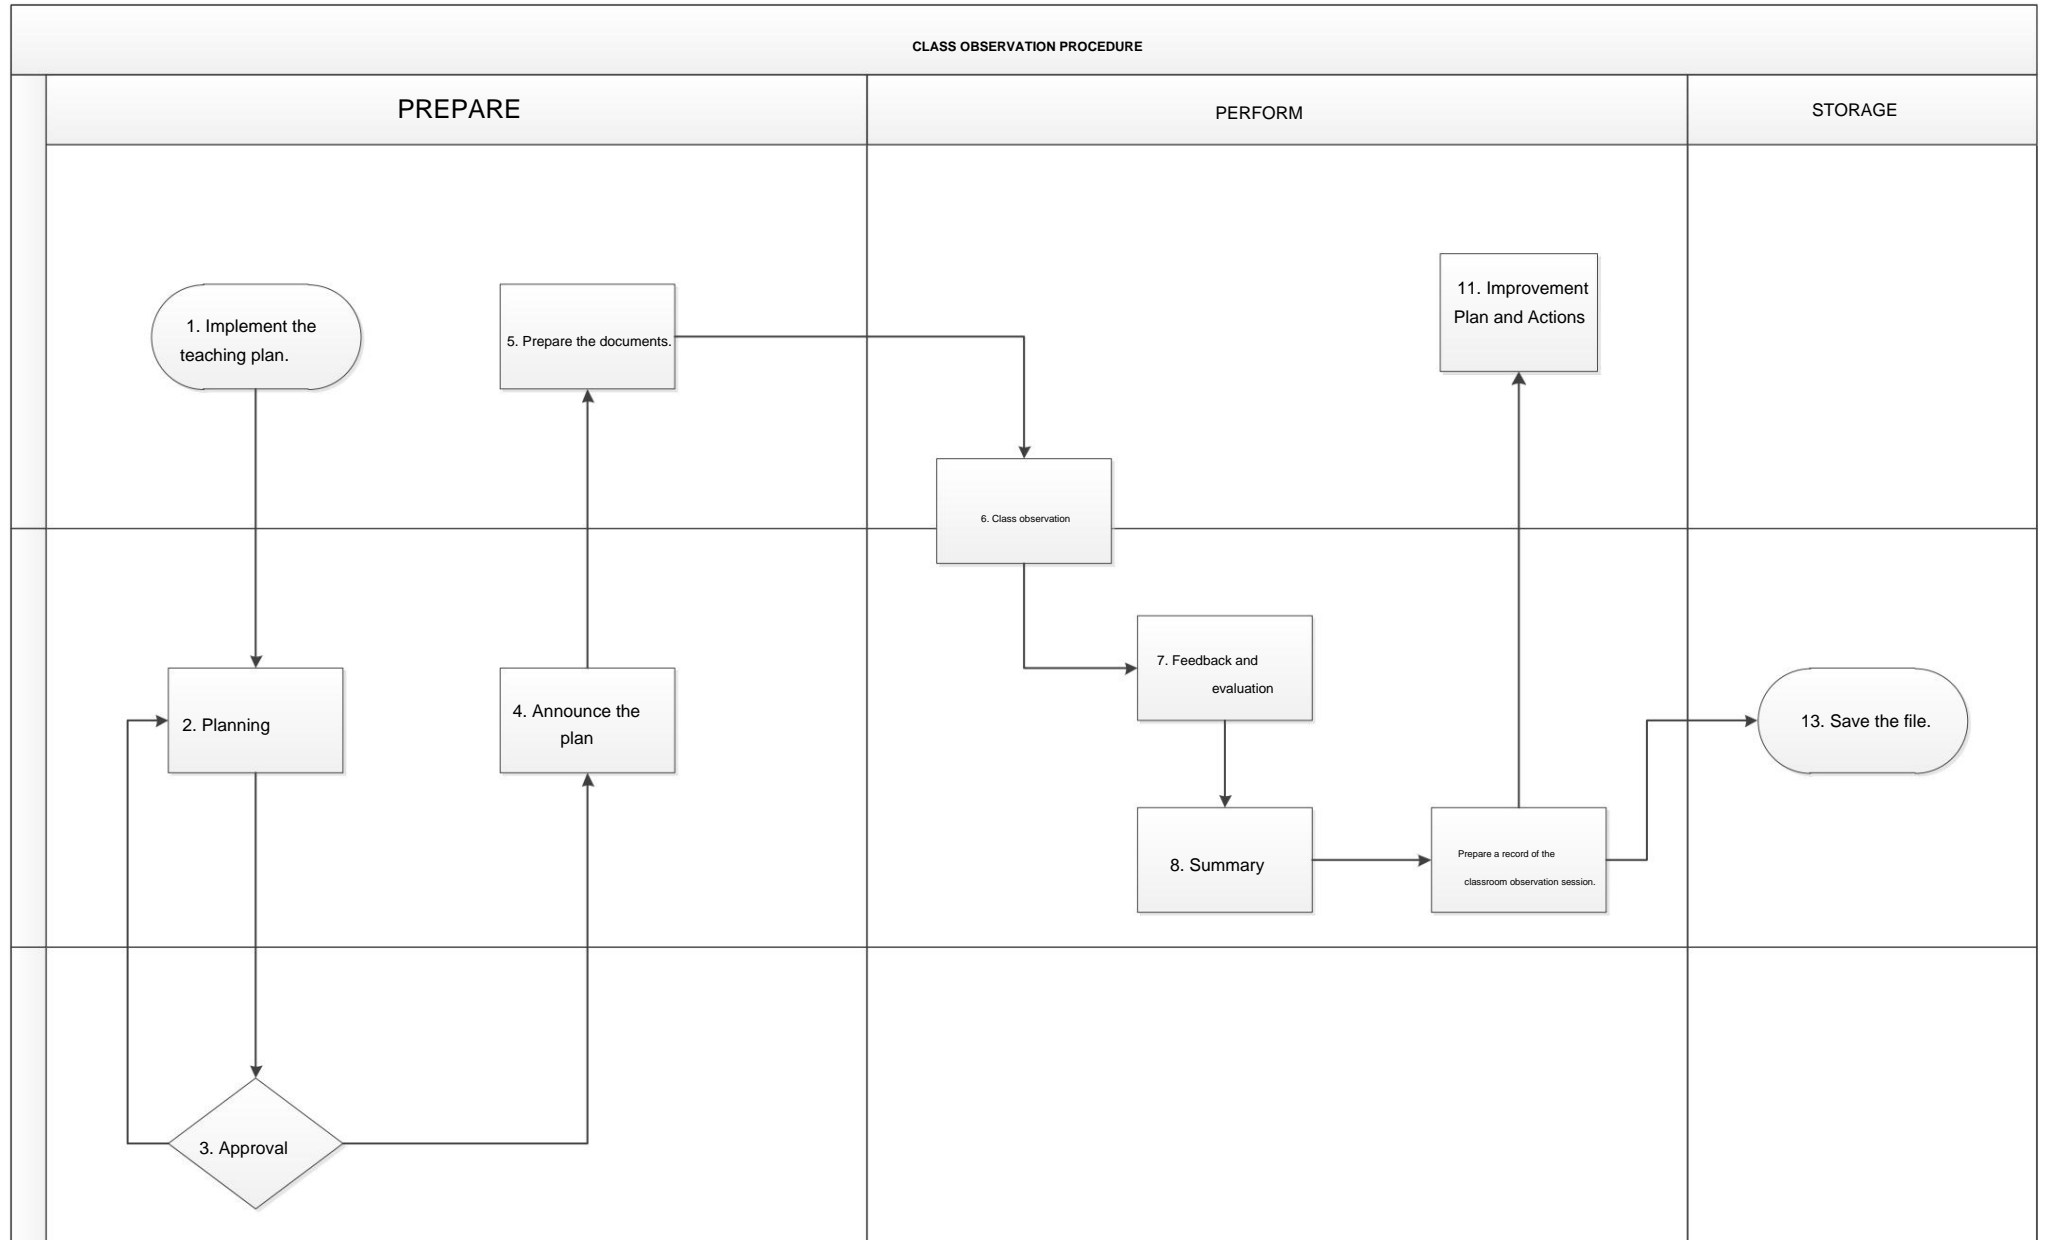 CLASS OBSERVATION PROCEDURE
PREPARE
PERFORM
STORAGE
1. Implement the
teaching plan.
5. Prepare the documents.
11. Improvement
Plan and Actions
6. Class observation
2. Planning
4. Announce the
plan
7. Feedback and
evaluation
13. Save the file.
8. Summary
Prepare a record of the
classroom observation session.
3. Approval